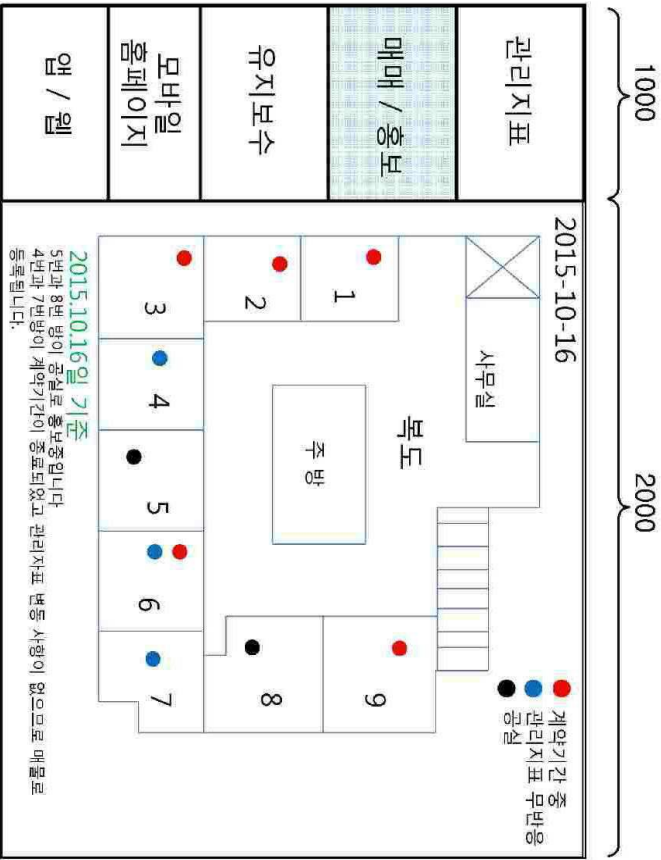 1000
2000
관리지표
매매 / 홍보
유지보수
모바일
홈페이지
앱 / 웹
2015-10-16
계약기간 중
관리지표 무반응
공실
사무실
복도
주방
1
2
3
4
5
6
7
8
9
2015.10.16일 기준
5번과 8번 방이 공실로 홍보중입니다
4번과 7번방이 계약기간이 종료되었고 관리지표 변동 사항이 없으므로 매물로
등록됩니다.